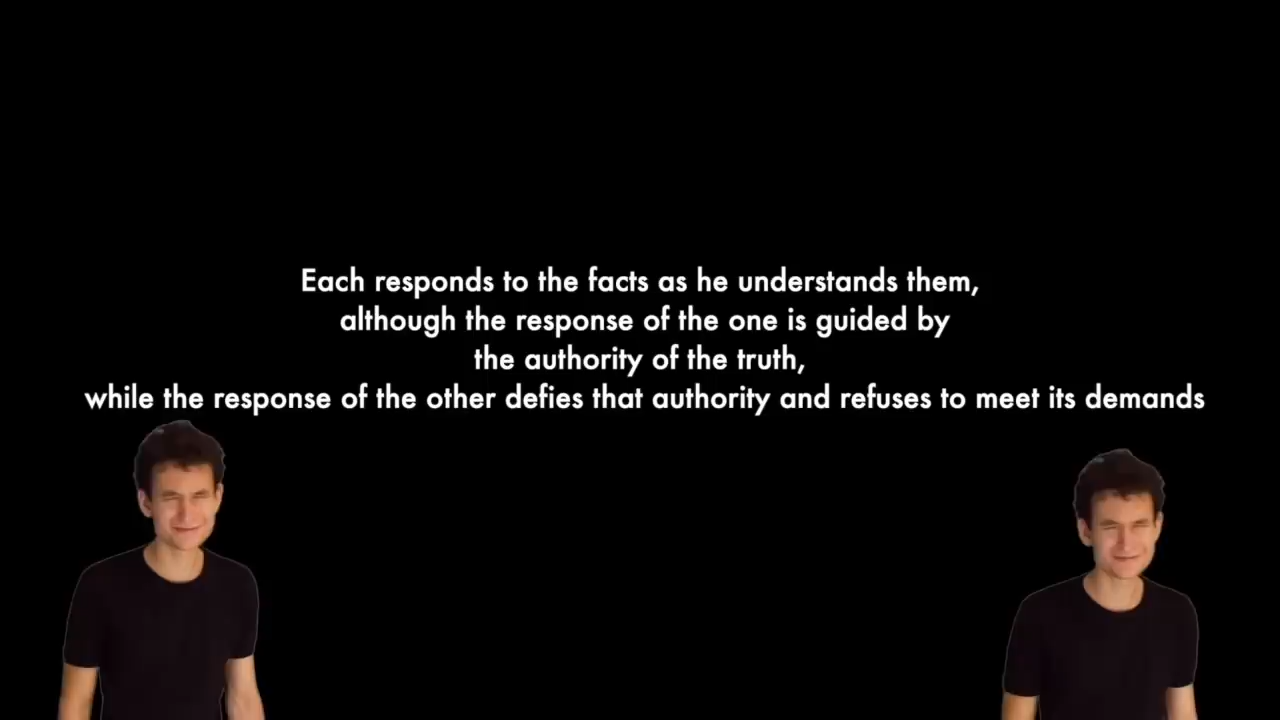 Each responds to the facts as he understands them,
although the response of the one is guided by
the authority of the truth,
while the response of the other defies that authority and refuses to meet its demands